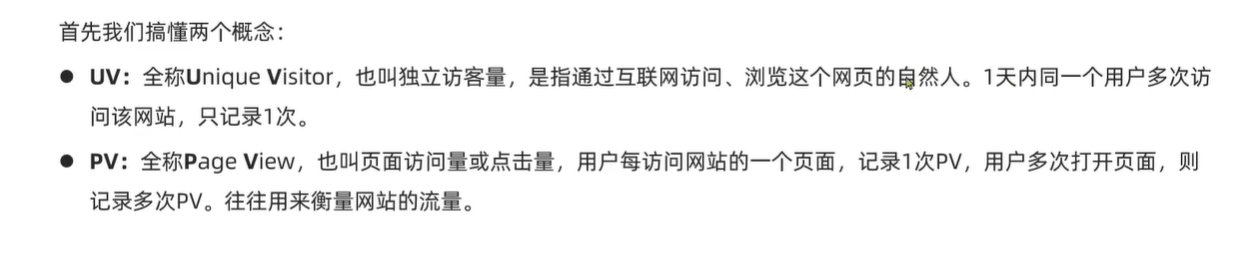 首先我们搞懂两个概念：
● UV：全称Unique Visitor，也叫独立访客量，是指通过互联网访问、浏览这个网页的自然人。1天内同一个用户多次访
问该网站，只记录1次。
● PV：全称Page View，也叫页面访问量或点击量，用户每访问网站的一个页面，记录1次PV，用户多次打开页面，则
记录多次PV。往往用来衡量网站的流量。